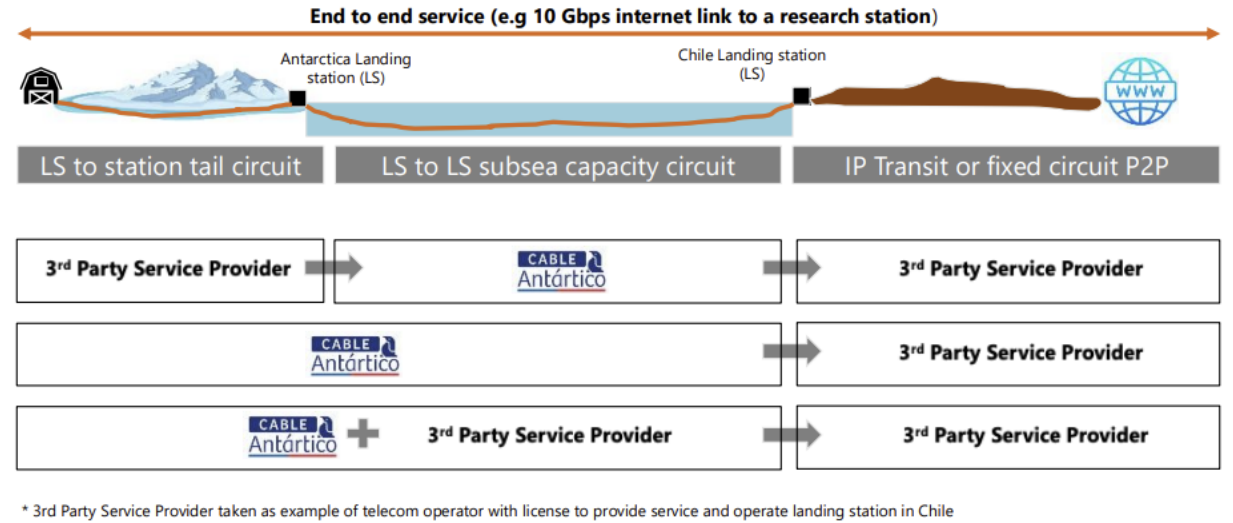 End to end service (e.g 10 Gbps internet link to a research station)
Antarctica Landing
station (LS)
Chile Landing station
(LS)
WWW
LS to station tail circuit
LS to LS subsea capacity circuit
IP Transit or fixed circuit P2P
3rd Party Service Provider
CABLE
Antártico
3rd Party Service Provider
CABLE
Antártico
3rd Party Service Provider
CABLE
Antártico
3rd Party Service Provider
3rd Party Service Provider
* 3rd Party Service Provider taken as example of telecom operator with license to provide service and operate landing station in Chile